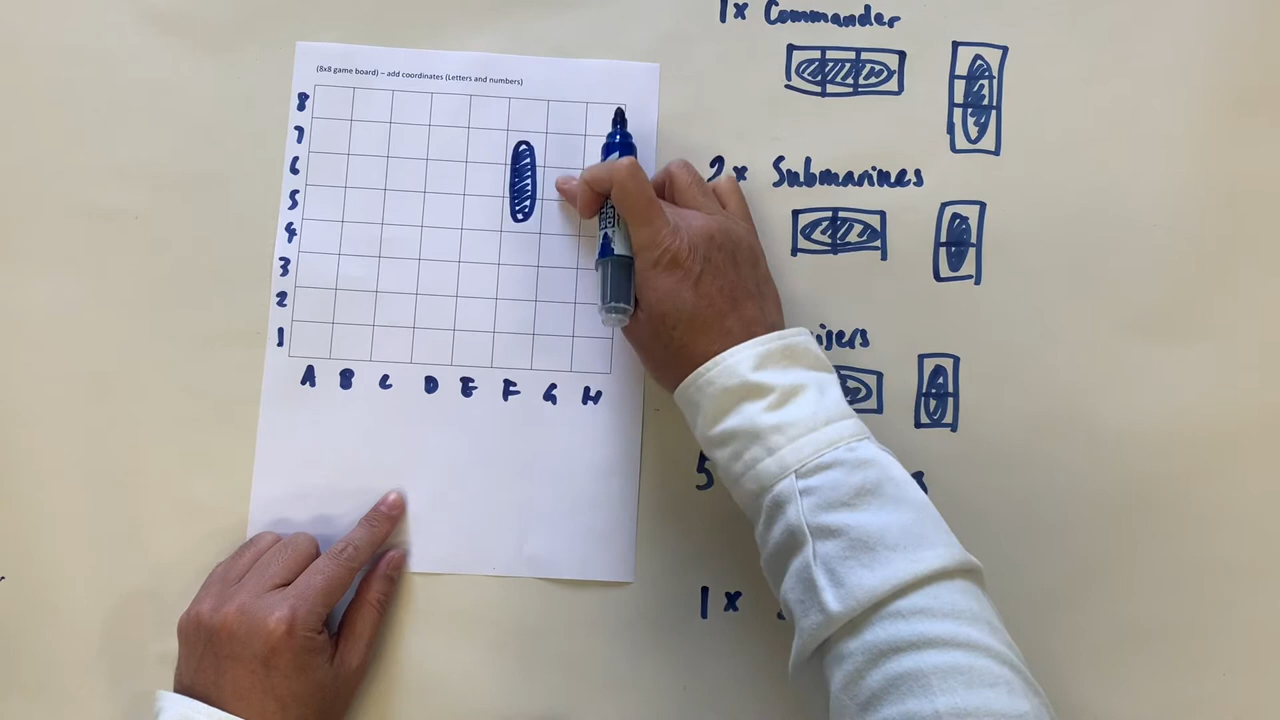 (8x8 game board) – add coordinates (Letters and numbers)
8
7
6
5
4
3
2
1
A B C D E F G H
1x Commander
2x Submarines
5
1x